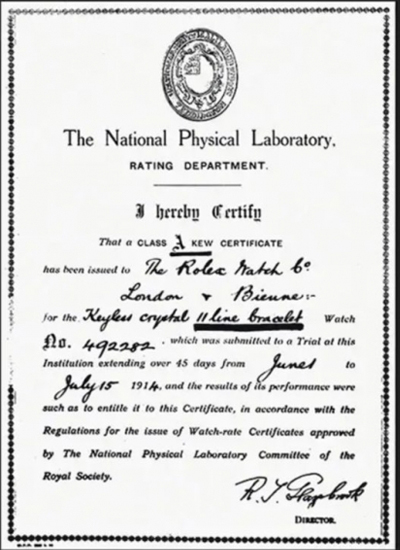 The National Physical Laboratory,
RATING DEPARTMENT.
I hereby Certify
That a CLASS A KEW CERTIFICATE
has been issued to The Rolex Watch Co.
London & Bienne:-
for the Keyless crystal 11 line bracelet Watch
No. 492282. which was submitted to a Trial at this
Institution extending over 45 days from June 1 to
July 15 1914, and the results of its performance were
such as to entitle it to this Certificate, in accordance with the
Regulations for the issue of Watch-rate Certificates approved
by The National Physical Laboratory Committee of the
Royal Society.
R. T. Glazebrook
DIRECTOR.